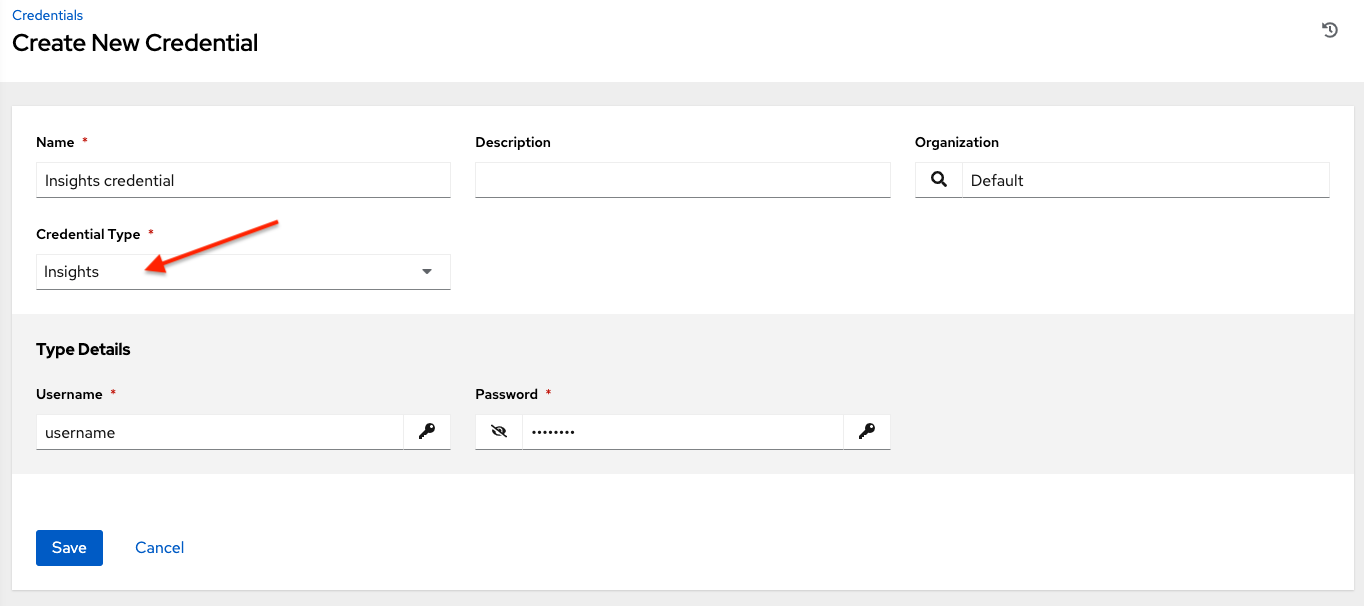 Credentials
Create New Credential
Name *
Description
Organization
Insights credential
Default
Credential Type *
Insights
Type Details
Username *
Password *
username
••••••••
Save
Cancel